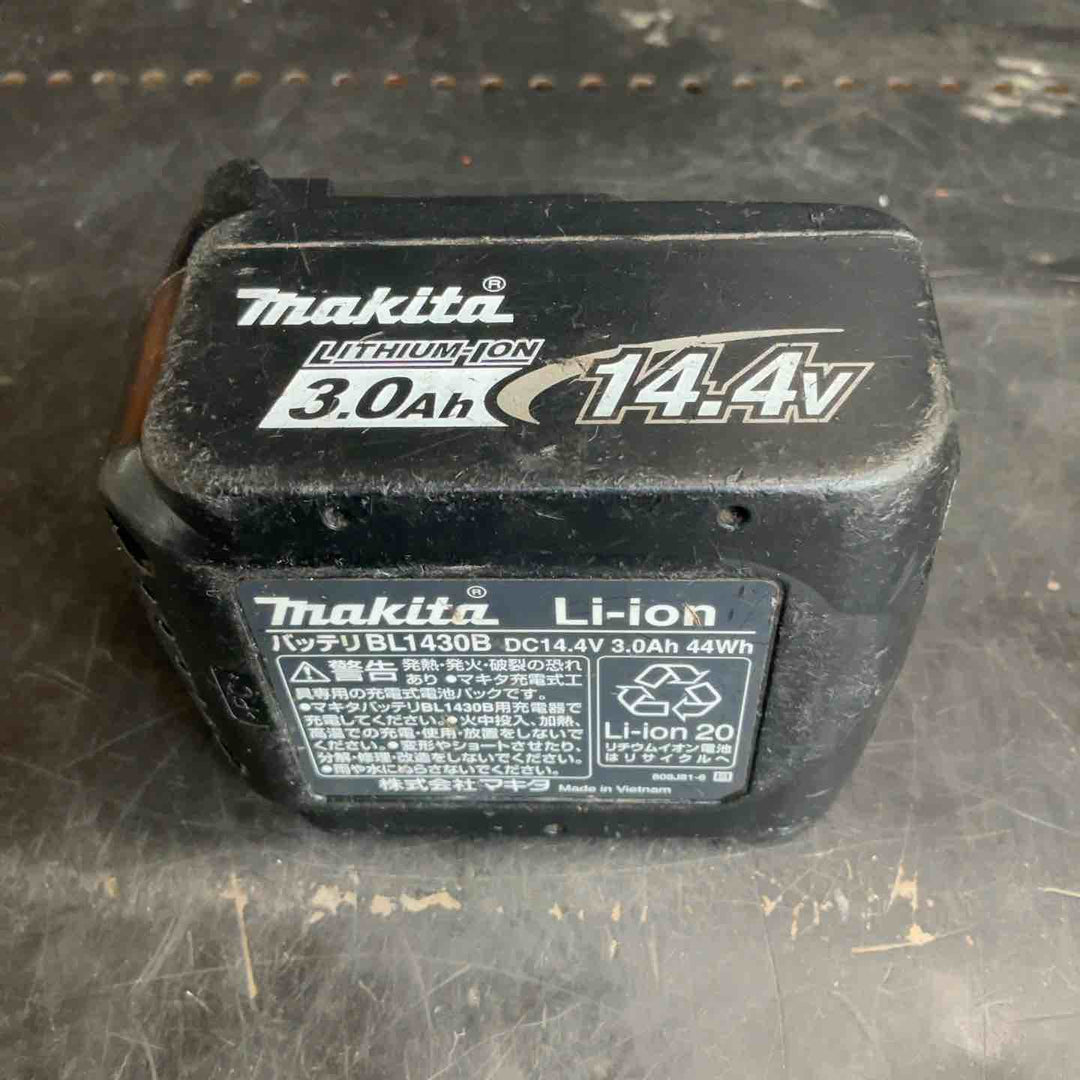 makita®
LITHIUM-ION
3.0Ah 14.4V
makita® Li-ion
バッテリBL1430B DC14.4V 3.0Ah 44Wh
警告 発熱・発火・破裂の恐れ
あり ●マキタ充電式工
具専用の充電式電池パックです。
●マキタバッテリBL1430B用充電器で
充電してください。●火中投入、加熱、
高温での充電・使用・放置をしないで
ください。●変形やショートさせたり、
分解・修理・改造をしないでください。
●雨や水にぬらさないでください。
Li-ion 20
リチウムイオン電池
はリサイクルへ
株式会社マキタ Made in Vietnam